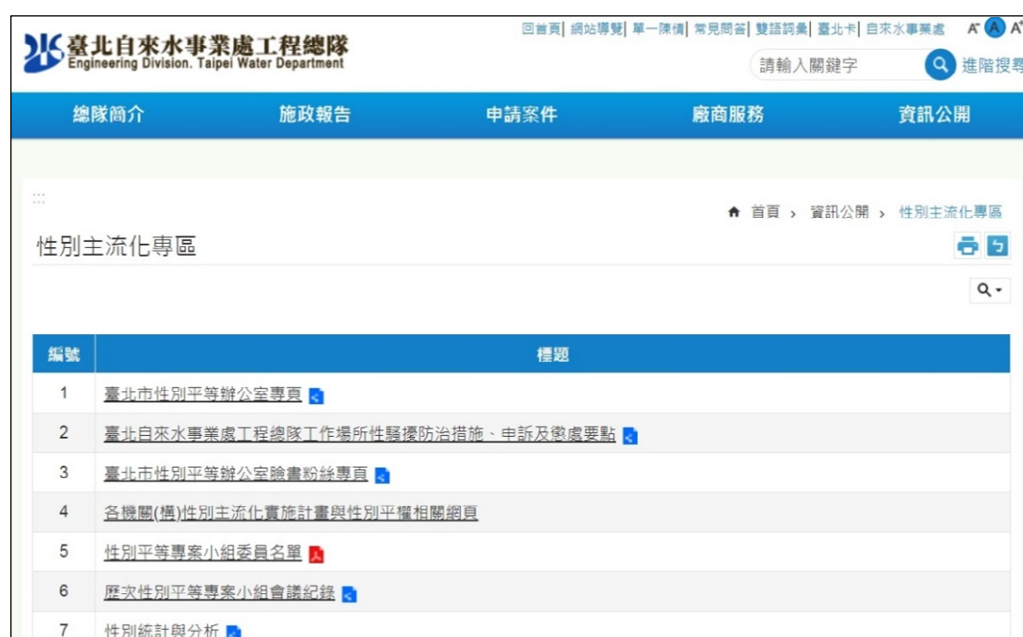 回首頁| 網站導覽| 單一陳情| 常見問答| 雙語詞彙| 臺北卡| 自來水事業處 A- A A+
臺北自來水事業處工程總隊
Engineering Division. Taipei Water Department
請輸入關鍵字 進階搜尋
總隊簡介 施政報告 申請案件 廠商服務 資訊公開
:::
首頁 › 資訊公開 › 性別主流化專區
性別主流化專區
編號 標題
1 臺北市性別平等辦公室專頁
2 臺北自來水事業處工程總隊工作場所性騷擾防治措施、申訴及懲處要點
3 臺北市性別平等辦公室臉書粉絲專頁
4 各機關(構)性別主流化實施計畫與性別平權相關網頁
5 性別平等專案小組委員名單
6 歷次性別平等專案小組會議紀錄
7 性別統計與分析